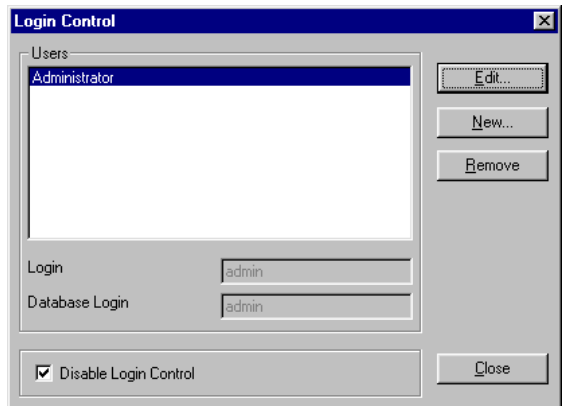 Login Control
Users
Administrator
Edit...
New...
Remove
Login
admin
Database Login
admin
Disable Login Control
Close